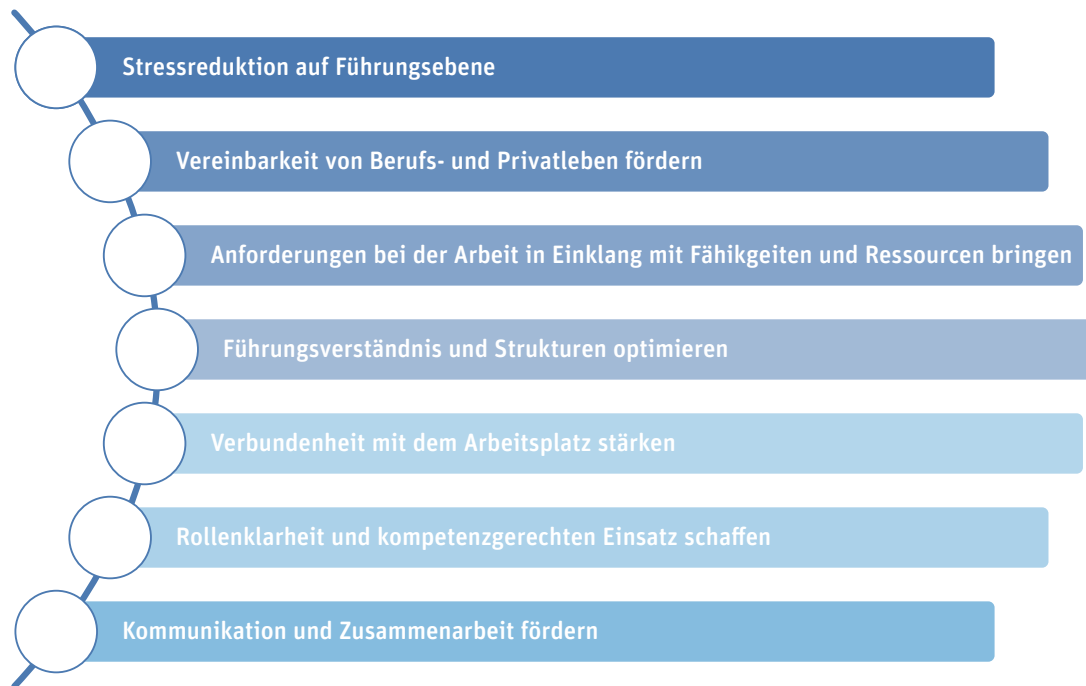 Stressreduktion auf Führungsebene
Vereinbarkeit von Berufs- und Privatleben fördern
Anforderungen bei der Arbeit in Einklang mit Fähikgeiten und Ressourcen bringen
Führungsverständnis und Strukturen optimieren
Verbundenheit mit dem Arbeitsplatz stärken
Rollenklarheit und kompetenzgerechten Einsatz schaffen
Kommunikation und Zusammenarbeit fördern